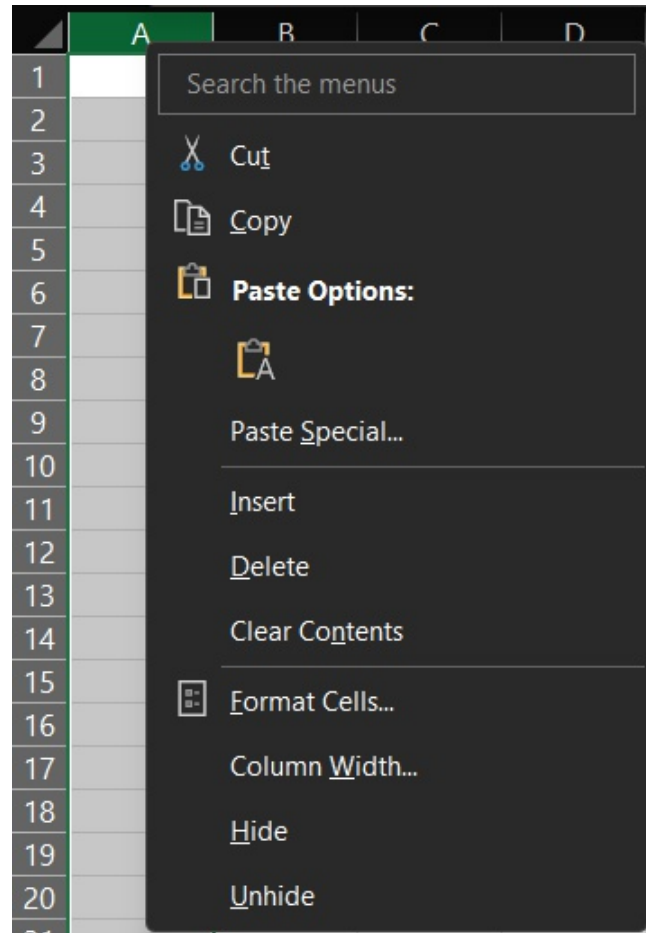 A B C D
1
Search the menus
2
3
Cut
4
Copy
5
6
Paste Options:
7
8
9
Paste Special...
10
11
Insert
12
Delete
13
14
Clear Contents
15
Format Cells...
16
17
Column Width...
18
Hide
19
20
Unhide
21